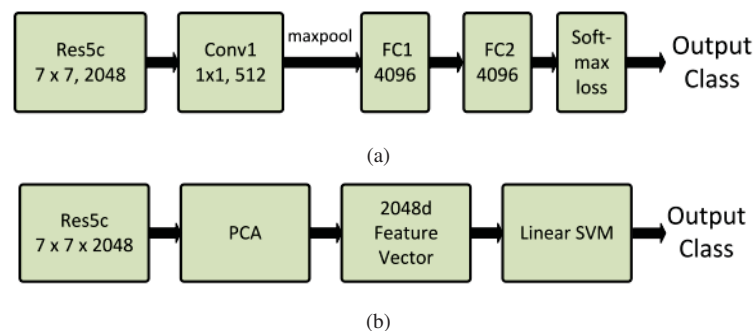 Res5c
7 x 7, 2048
Conv1
1x1, 512
maxpool
FC1
4096
FC2
4096
Soft-
max
loss
Output
Class
(a)
Res5c
7 x 7 x 2048
PCA
2048d
Feature
Vector
Linear SVM
Output
Class
(b)